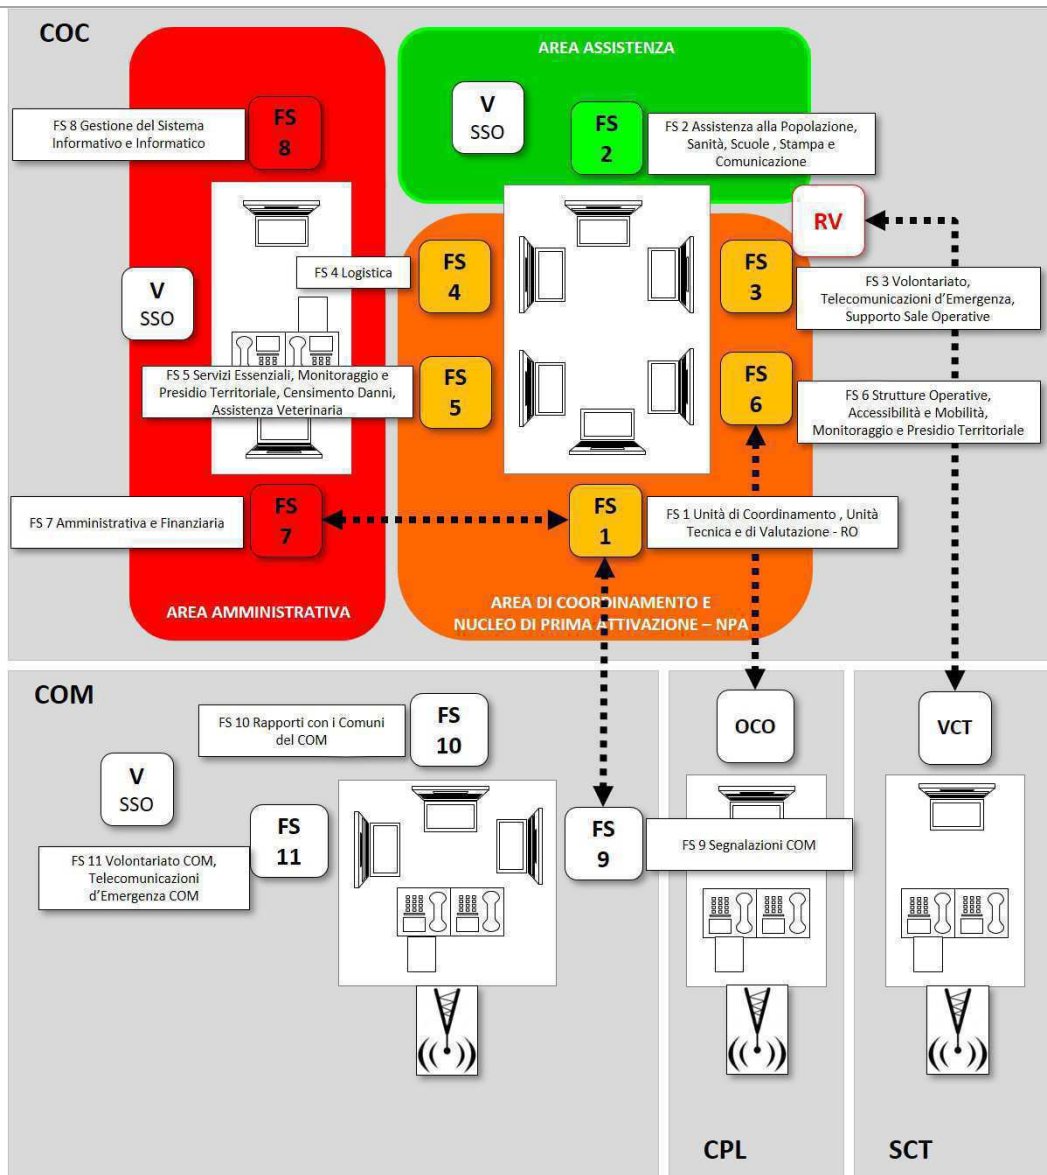 COC
AREA ASSISTENZA
V
SSO
FS
8
FS 8 Gestione del Sistema
Informativo e Informatico
FS
2
FS 2 Assistenza alla Popolazione,
Sanità, Scuole , Stampa e
Comunicazione
RV
V
SSO
FS 4 Logistica
FS
4
FS
3
FS 3 Volontariato,
Telecomunicazioni d'Emergenza,
Supporto Sale Operative
FS 5 Servizi Essenziali, Monitoraggio e
Presidio Territoriale, Censimento Danni,
Assistenza Veterinaria
FS
5
FS
6
FS 6 Strutture Operative,
Accessibilità e Mobilità,
Monitoraggio e Presidio Territoriale
FS 7 Amministrativa e Finanziaria
FS
7
FS
1
FS 1 Unità di Coordinamento , Unità
Tecnica e di Valutazione - RO
AREA AMMINISTRATIVA
AREA DI COORDINAMENTO E
NUCLEO DI PRIMA ATTIVAZIONE – NPA
COM
FS 10 Rapporti con i Comuni
del COM
FS
10
OCO
VCT
V
SSO
FS
11
FS 11 Volontariato COM,
Telecomunicazioni
d'Emergenza COM
FS
9
FS 9 Segnalazioni COM
CPL
SCT